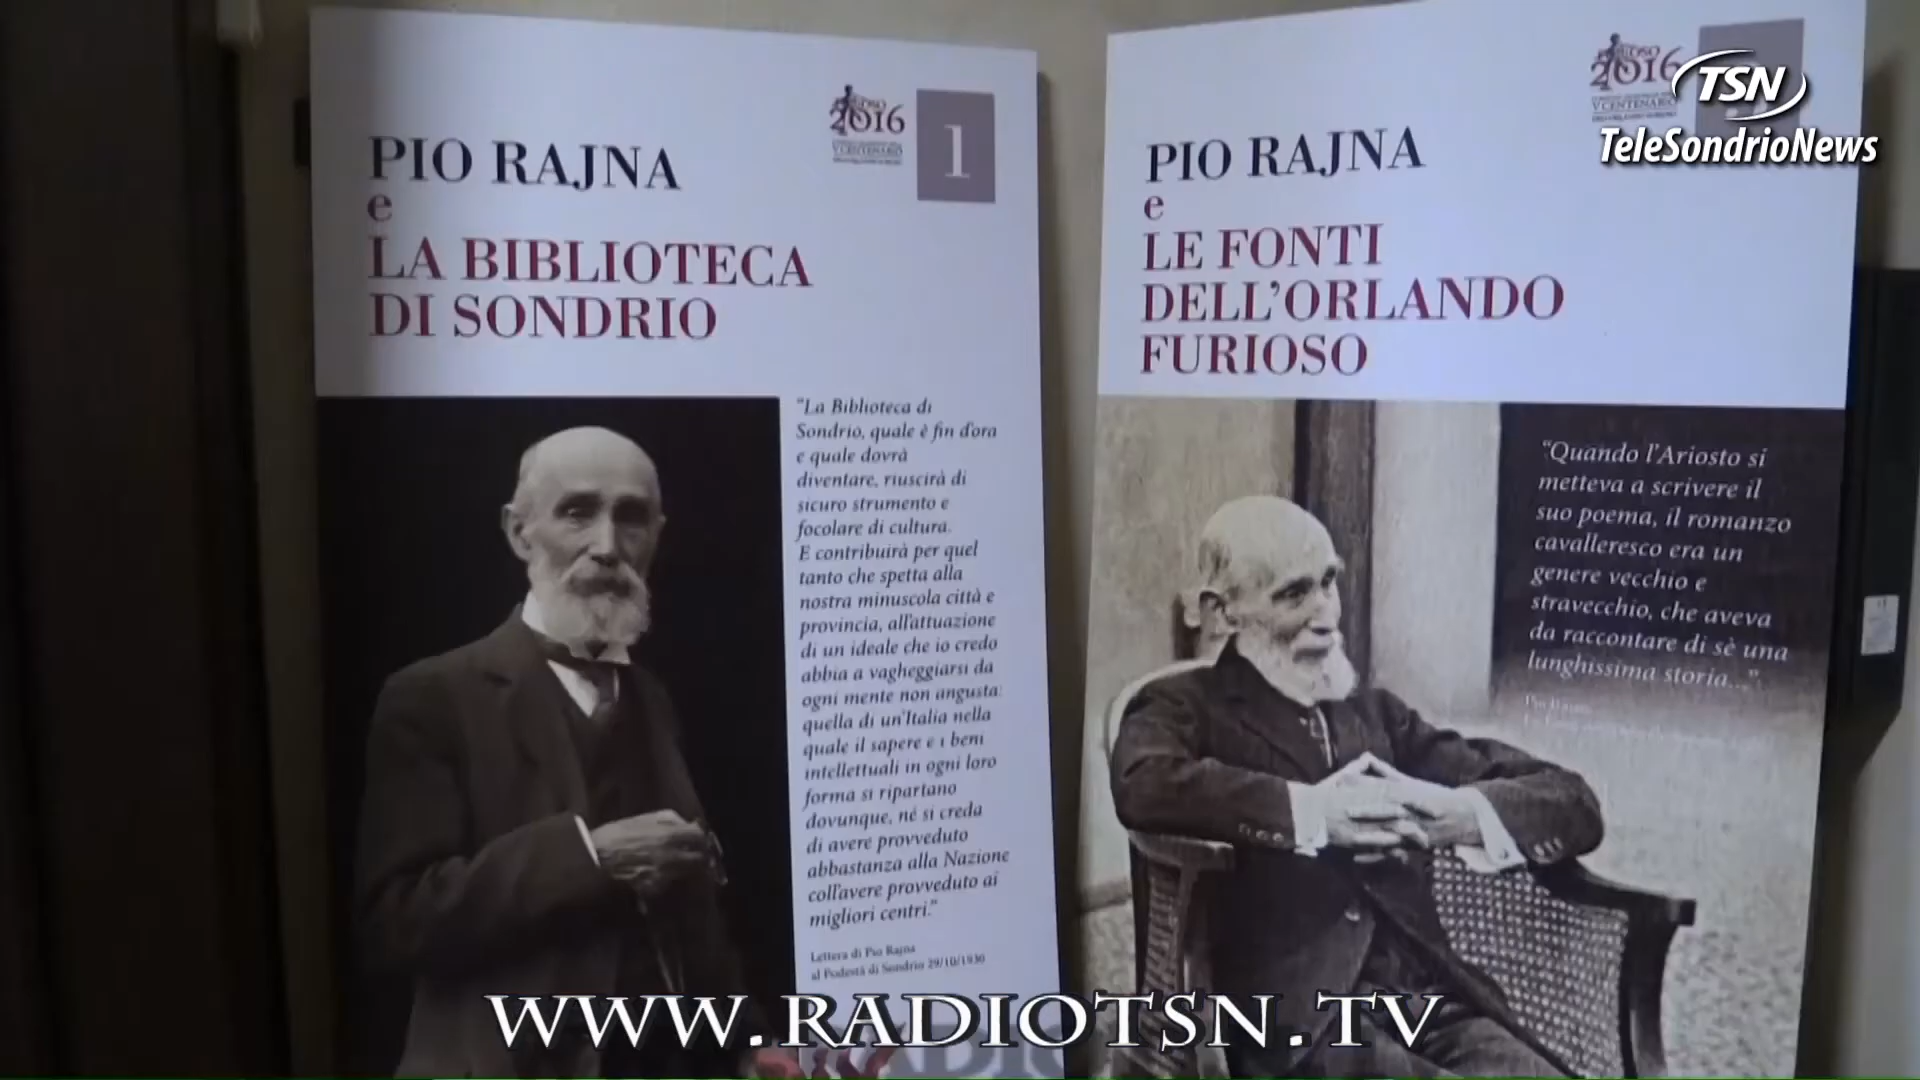 2016
V CENTENARIO
1
PIO RAJNA
e
LA BIBLIOTECA
DI SONDRIO
"La Biblioteca di
Sondrio, quale è fin d'ora
e quale dovrà
diventare, riuscirà di
sicuro strumento e
focolare di cultura.
E contribuirà per quel
tanto che spetta alla
nostra minuscola città e
provincia, all'attuazione
di un ideale che io credo
abbia a vagheggiarsi da
ogni mente non angusta:
quella di un'Italia nella
quale il sapere e i beni
intellettuali in ogni loro
forma si ripartano
dovunque, né si creda
di avere provveduto
abbastanza alla Nazione
coll'avere provveduto ai
migliori centri."
Lettera di Pio Rajna
al Podestà di Sondrio 29/10/1930
2016
V CENTENARIO
TSN
TeleSondrioNews
PIO RAJNA
e
LE FONTI
DELL'ORLANDO
FURIOSO
"Quando l'Ariosto si
metteva a scrivere il
suo poema, il romanzo
cavalleresco era un
genere vecchio e
stravecchio, che aveva
da raccontare di sè una
lunghissima storia..."
Pio Rajna
WWW.RADIOTSN.TV